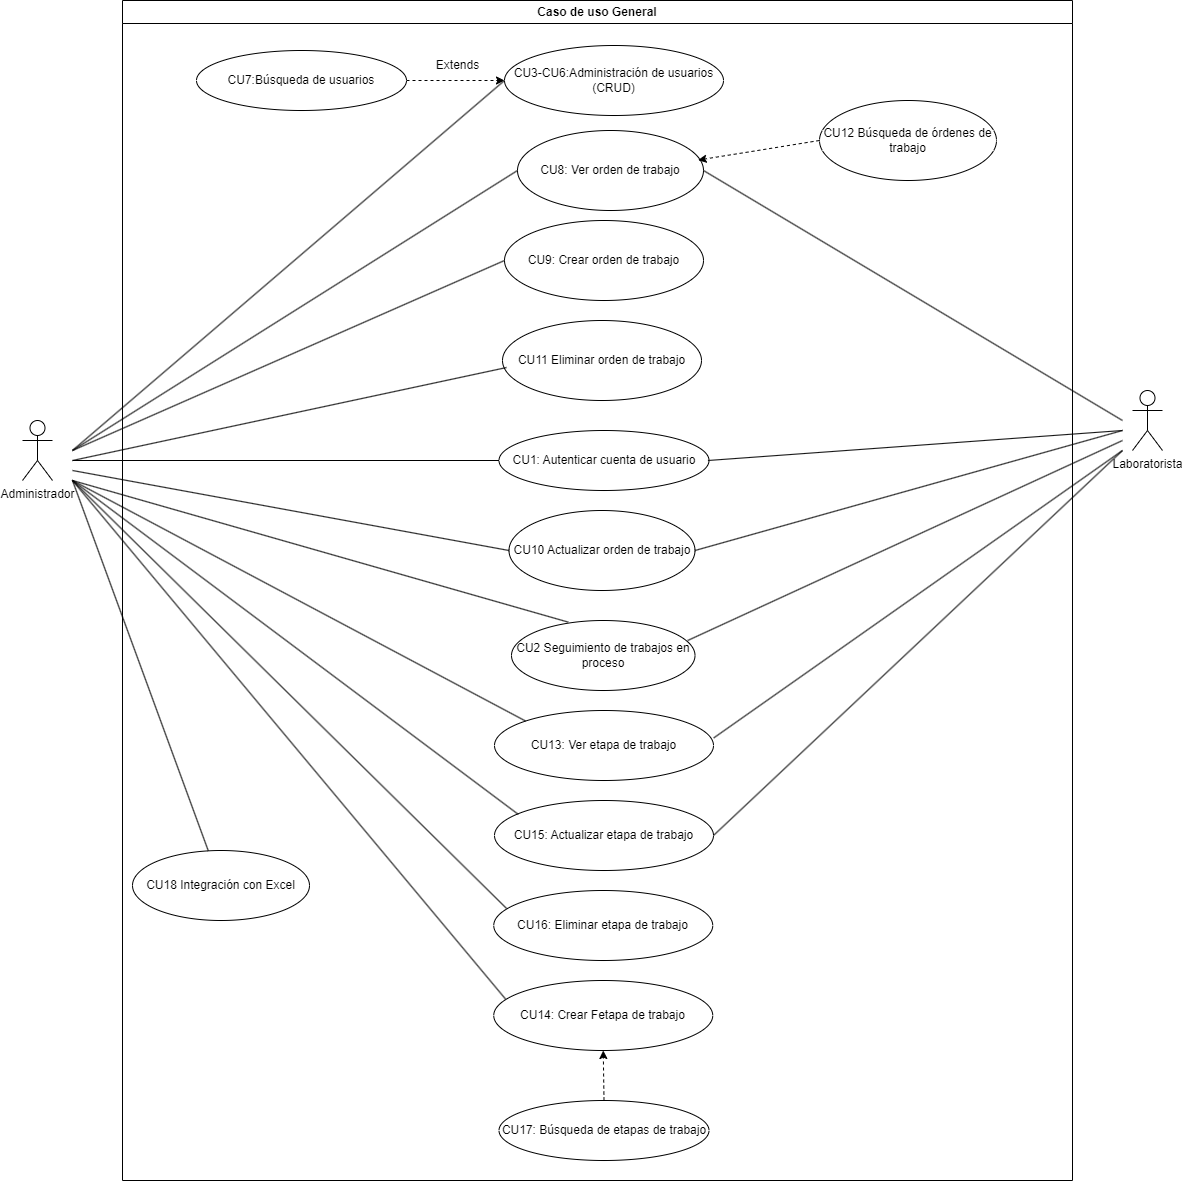 Caso de uso General
CU7:Búsqueda de usuarios
Extends
CU3-CU6:Administración de usuarios
(CRUD)
CU12 Búsqueda de órdenes de
trabajo
CU8: Ver orden de trabajo
CU9: Crear orden de trabajo
CU11 Eliminar orden de trabajo
Administrador
CU1: Autenticar cuenta de usuario
Laboratorista
CU10 Actualizar orden de trabajo
CU2 Seguimiento de trabajos en
proceso
CU13: Ver etapa de trabajo
CU15: Actualizar etapa de trabajo
CU18 Integración con Excel
CU16: Eliminar etapa de trabajo
CU14: Crear Fetapa de trabajo
CU17: Búsqueda de etapas de trabajo